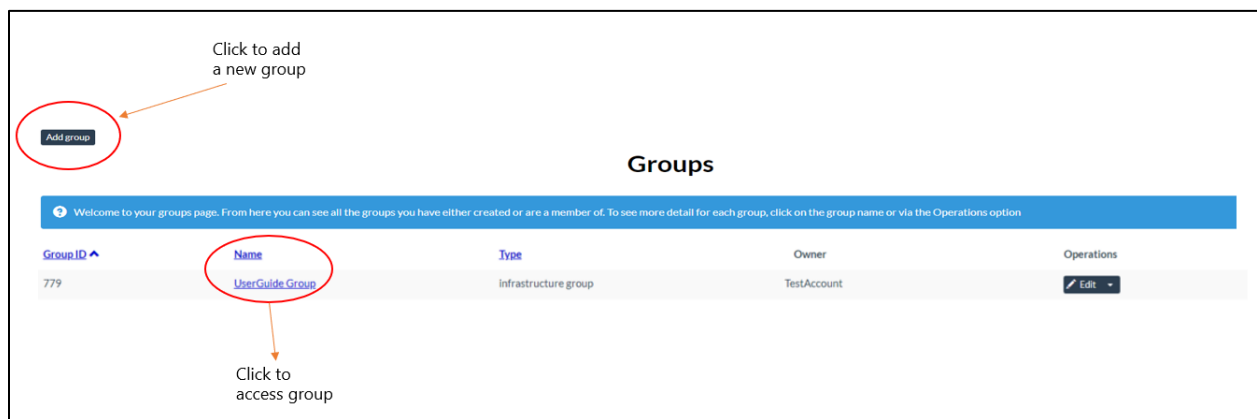 Click to add
a new group
Add group
Groups
Welcome to your groups page. From here you can see all the groups you have either created or are a member of. To see more detail for each group, click on the group name or via the Operations option
Group ID Name Type Owner Operations
779 UserGuide Group infrastructure group TestAccount Edit
Click to
access group